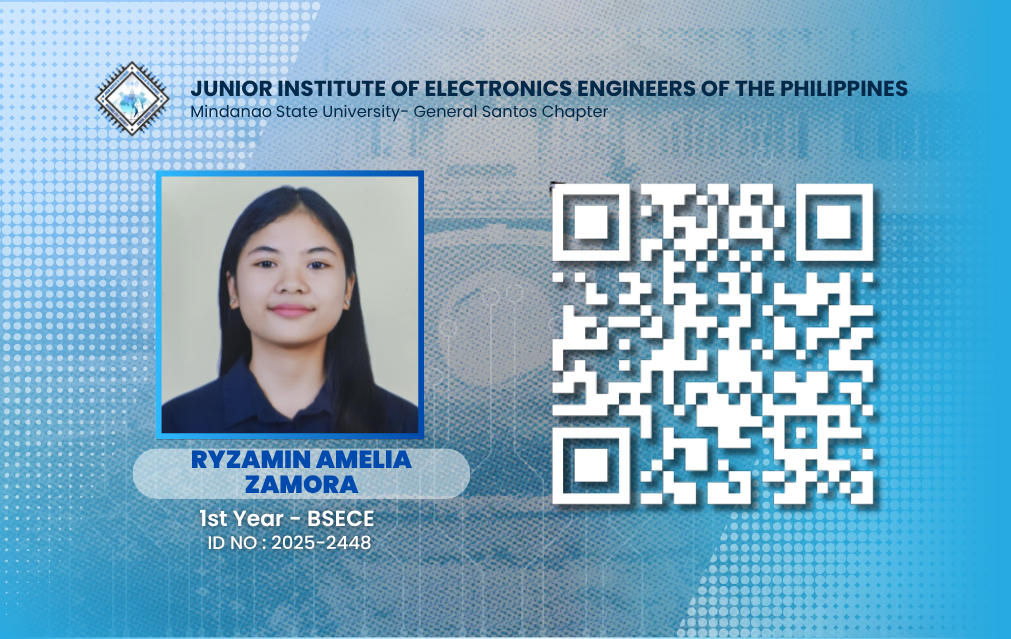 JUNIOR INSTITUTE OF ELECTRONICS ENGINEERS OF THE PHILIPPINES
Mindanao State University- General Santos Chapter
RYZAMIN AMELIA
ZAMORA
1st Year - BSECE
ID NO : 2025-2448